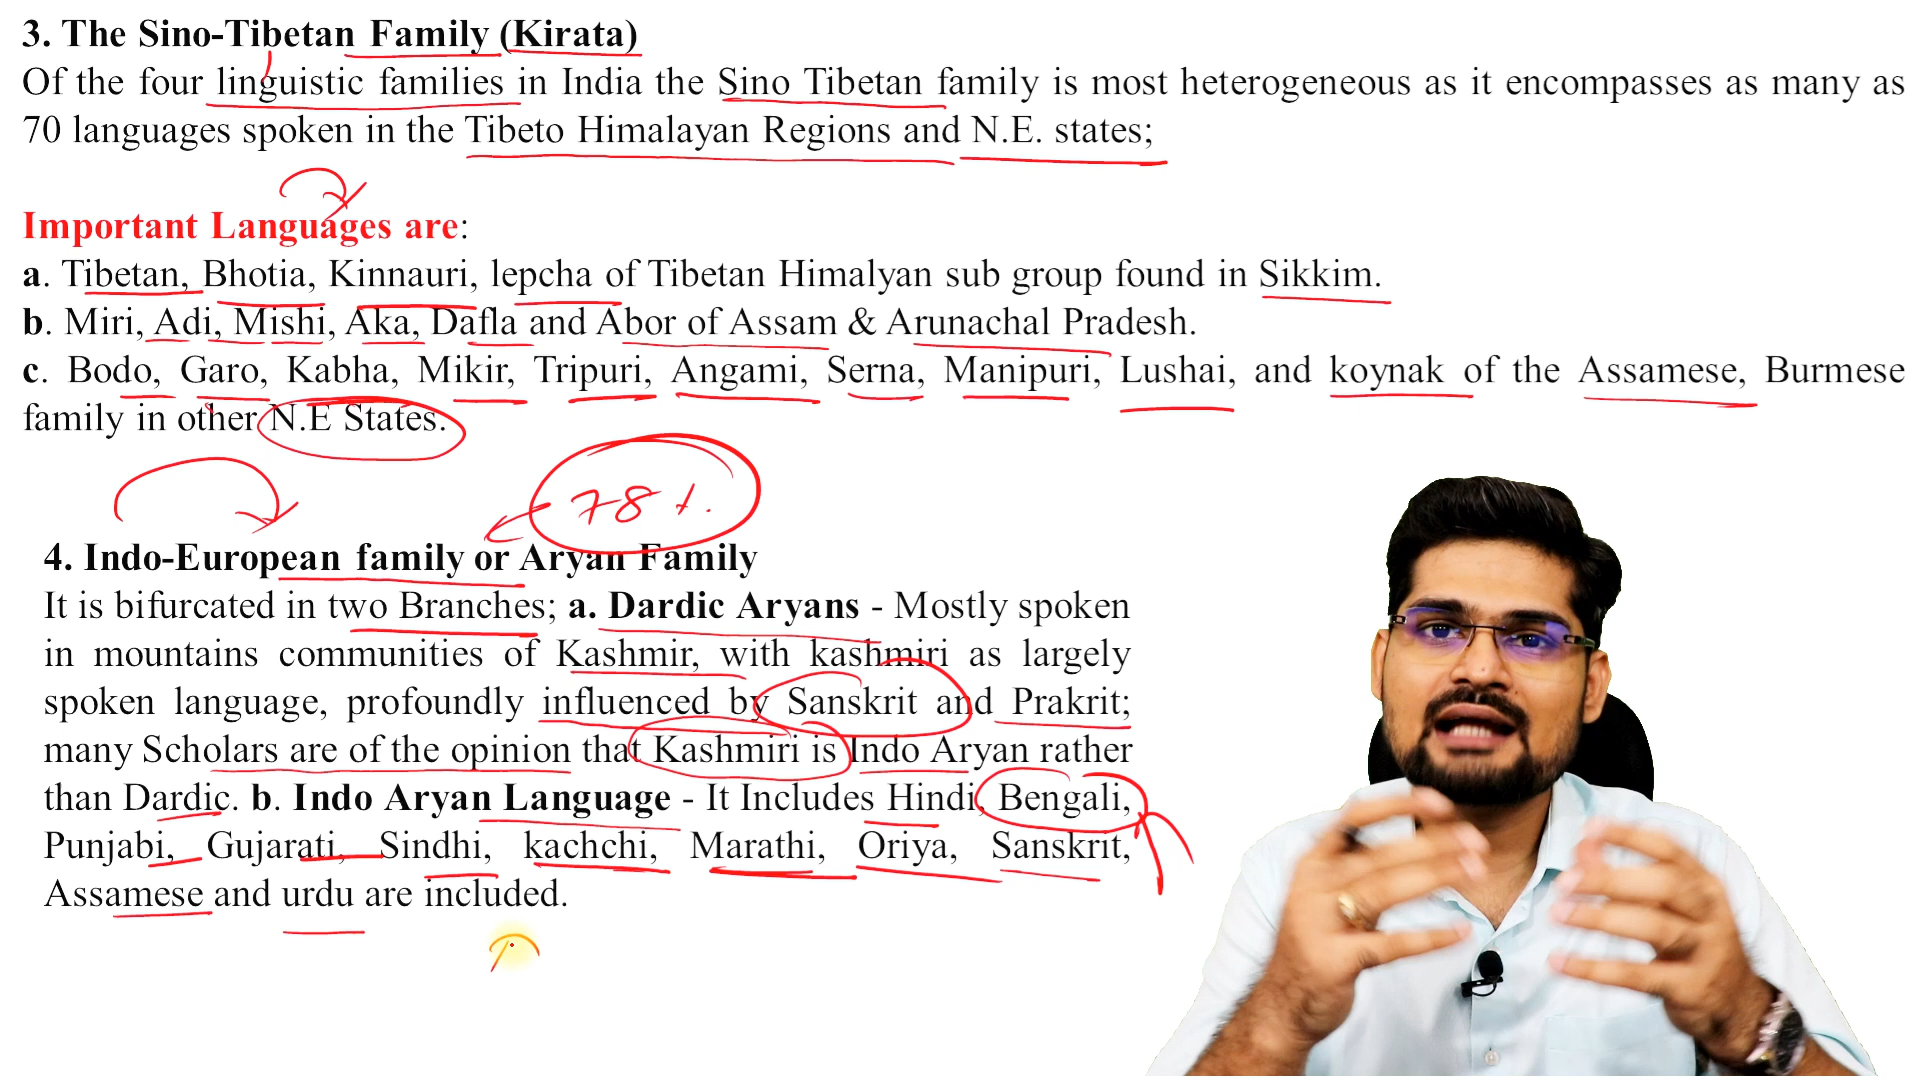 3. The Sino-Tibetan Family (Kirata)
Of the four linguistic families in India the Sino Tibetan family is most heterogeneous as it encompasses as many as
70 languages spoken in the Tibeto Himalayan Regions and N.E. states;
Important Languages are:
a. Tibetan, Bhotia, Kinnauri, lepcha of Tibetan Himalyan sub group found in Sikkim.
b. Miri, Adi, Mishi, Aka, Dafla and Abor of Assam & Arunachal Pradesh.
c. Bodo, Garo, Kabha, Mikir, Tripuri, Angami, Serna, Manipuri, Lushai, and koynak of the Assamese, Burmese
family in other N.E States.
78 %.
4. Indo-European family or Aryan Family
It is bifurcated in two Branches; a. Dardic Aryans - Mostly spoken
in mountains communities of Kashmir, with kashmiri as largely
spoken language, profoundly influenced by Sanskrit and Prakrit;
many Scholars are of the opinion that Kashmiri is Indo Aryan rather
than Dardic. b. Indo Aryan Language - It Includes Hindi, Bengali,
Punjabi, Gujarati, Sindhi, kachchi, Marathi, Oriya, Sanskrit,
Assamese and urdu are included.